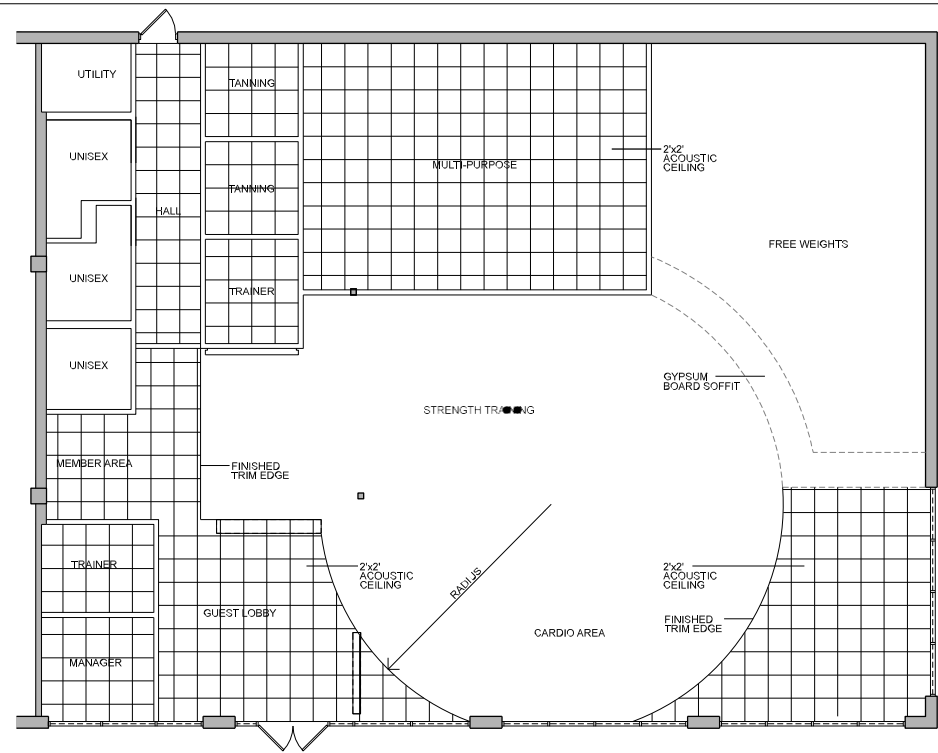 UTILITY
TANNING
2'x2'
ACOUSTIC
CEILING
UNISEX
MULTI-PURPOSE
TANNING
HALL
FREE WEIGHTS
UNISEX
TRAINER
UNISEX
GYPSUM
BOARD SOFFIT
STRENGTH
MEMBER AREA
FINISHED
TRIM EDGE
TRAINER
2'x2'
ACOUSTIC
CEILING
2'x2'
ACOUSTIC
CEILING
GUEST LOBBY
FINISHED
TRIM EDGE
CARDIO AREA
MANAGER